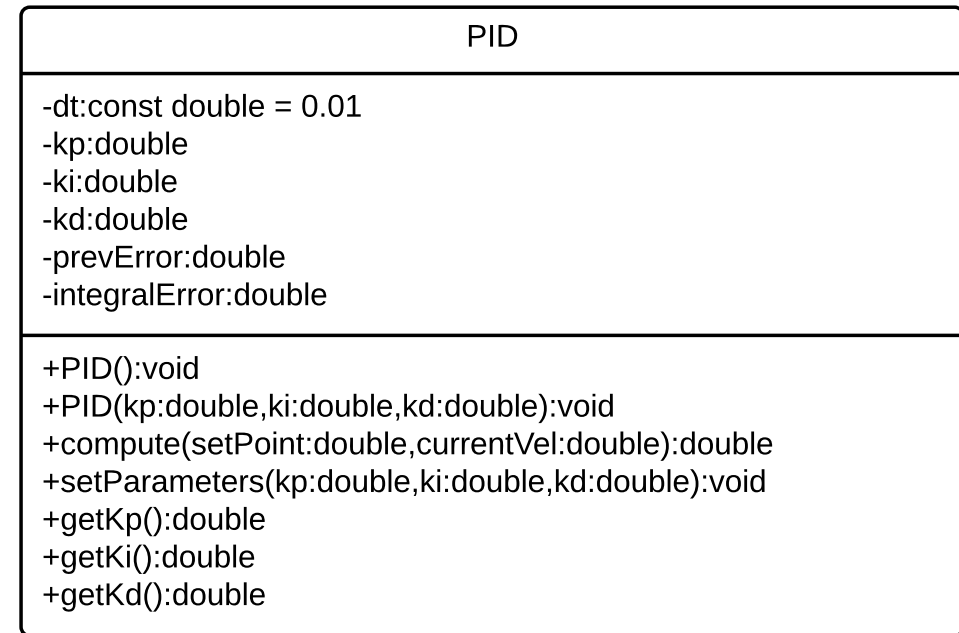 PID
-dt:const double = 0.01
-kp:double
-ki:double
-kd:double
-prevError:double
-integralError:double
+PID():void
+PID(kp:double,ki:double,kd:double):void
+compute(setPoint:double,currentVel:double):double
+setParameters(kp:double,ki:double,kd:double):void
+getKp():double
+getKi():double
+getKd():double